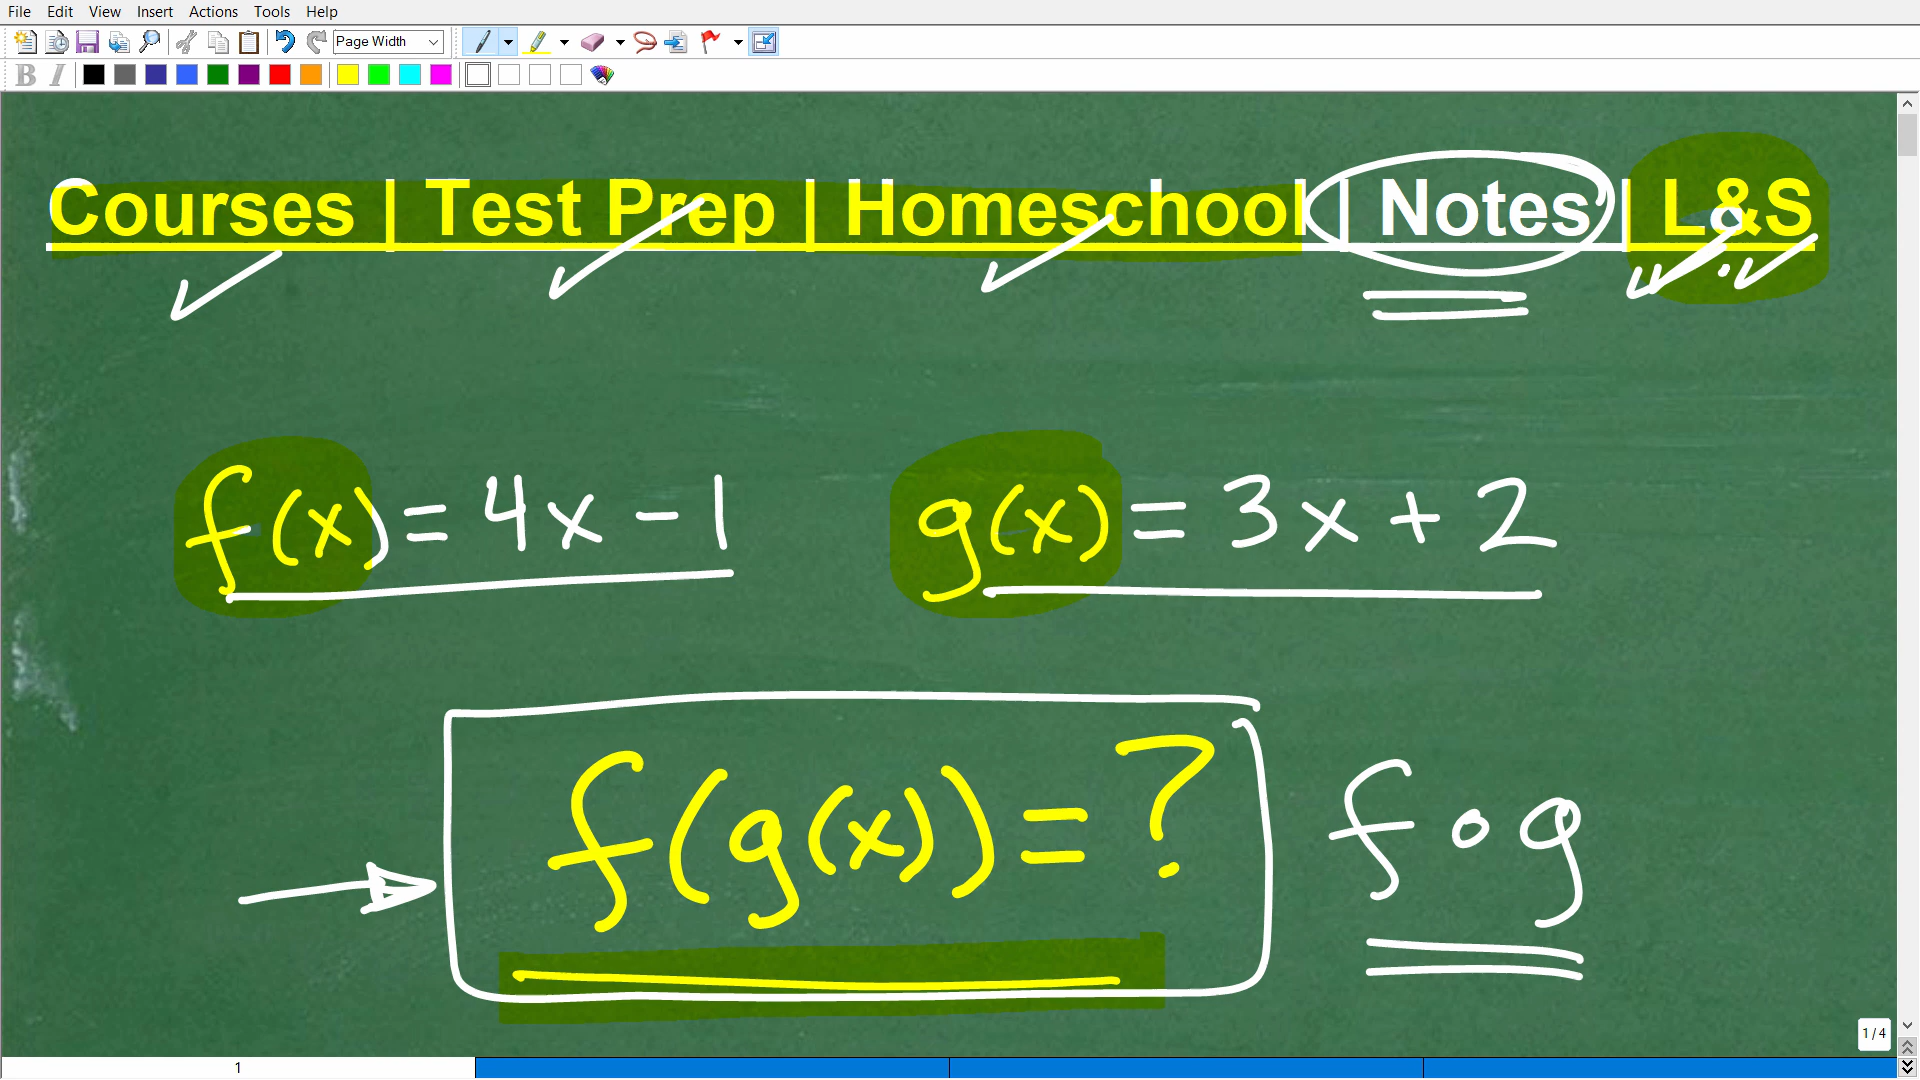 File Edit View Insert Actions Tools Help
Page Width
B I
Courses | Test Prep | Homeschool | Notes | L&S
f(x) = 4x - 1 g(x) = 3x + 2
f(g(x)) = ? f∘g
1 / 4
1